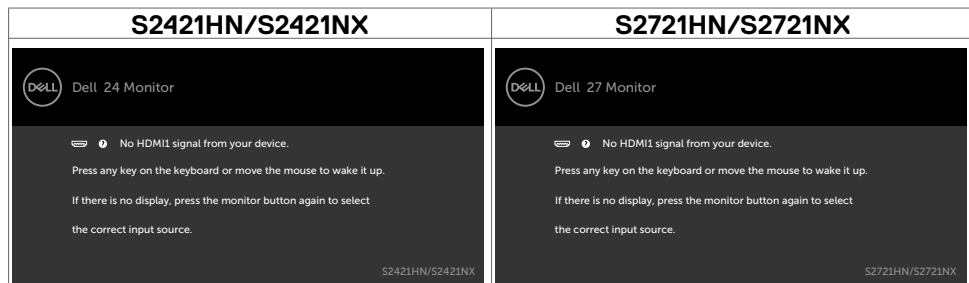 S2421HN/S2421NX
S2721HN/S2721NX
DELL
Dell 24 Monitor
? No HDMI1 signal from your device.
Press any key on the keyboard or move the mouse to wake it up.
If there is no display, press the monitor button again to select
the correct input source.
S2421HN/S2421NX
DELL
Dell 27 Monitor
? No HDMI1 signal from your device.
Press any key on the keyboard or move the mouse to wake it up.
If there is no display, press the monitor button again to select
the correct input source.
S2721HN/S2721NX